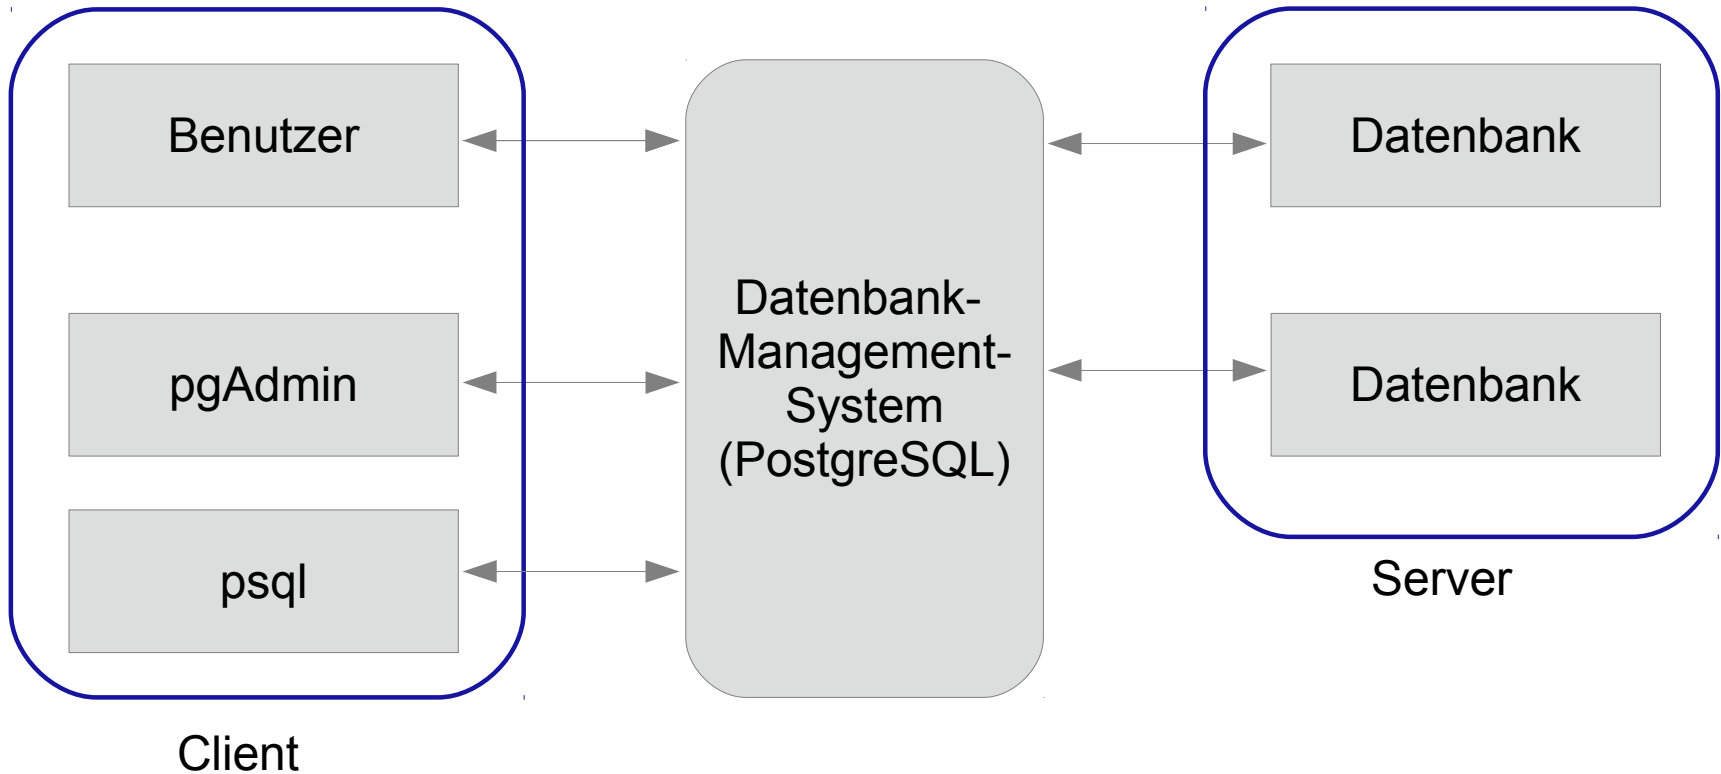 Benutzer
pgAdmin
psql
Client
Datenbank-
Management-
System
(PostgreSQL)
Datenbank
Datenbank
Server